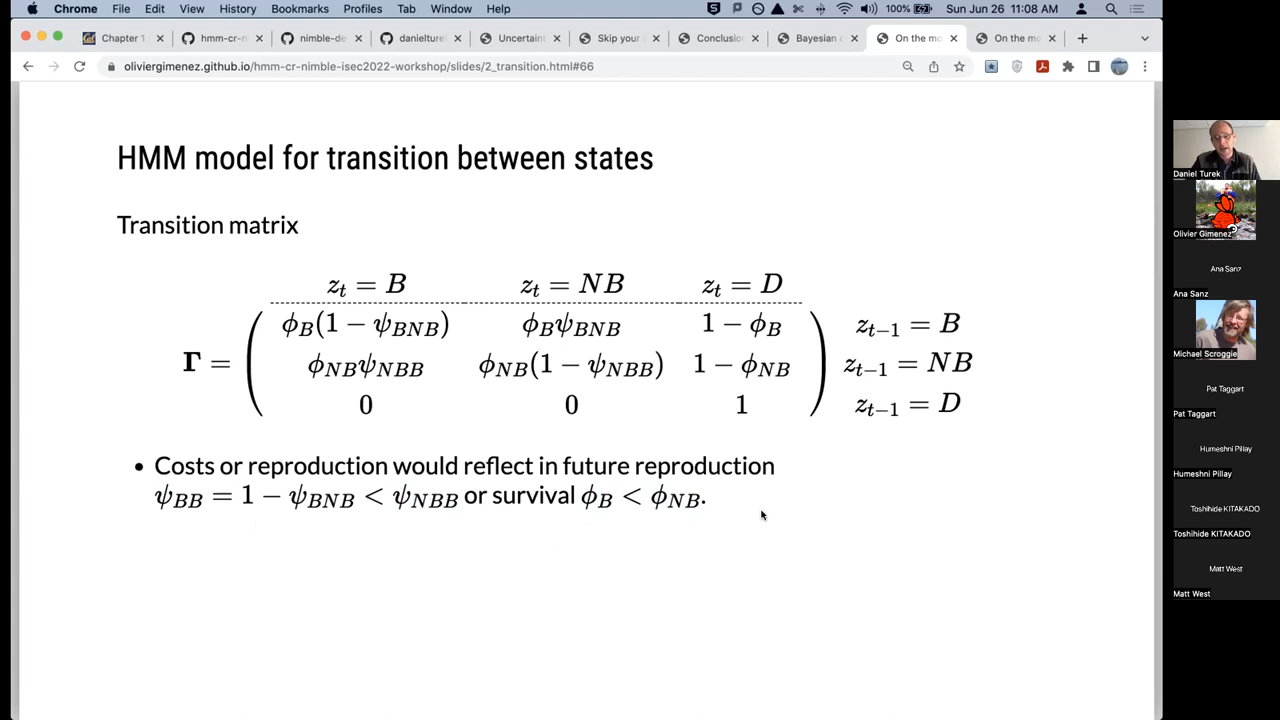 Chrome File Edit View History Bookmarks Profiles Tab Window Help 100% Sun Jun 26 11:08 AM
Chapter 1 hmm-cr-n nimble-de danielture Uncertain Skip your Conclusion Bayesian c On the mo On the mo
oliviergimenez.github.io/hmm-cr-nimble-isec2022-workshop/slides/2_transition.html#66
HMM model for transition between states
Transition matrix
z_t = B z_t = NB z_t = D
φ_B(1 − ψ_BNB) φ_Bψ_BNB 1 − φ_B z_{t−1} = B
Γ = φ_NBψ_NBB φ_NB(1 − ψ_NBB) 1 − φ_NB z_{t−1} = NB
0 0 1 z_{t−1} = D
• Costs or reproduction would reflect in future reproduction
ψ_BB = 1 − ψ_BNB < ψ_NBB or survival φ_B < φ_NB.
Daniel Turek
Olivier Gimenez
Ana Sanz
Ana Sanz
Michael Scroggie
Pat Taggart
Pat Taggart
Humeshni Pillay
Humeshni Pillay
Toshihide KITAKADO
Toshihide KITAKADO
Matt West
Matt West